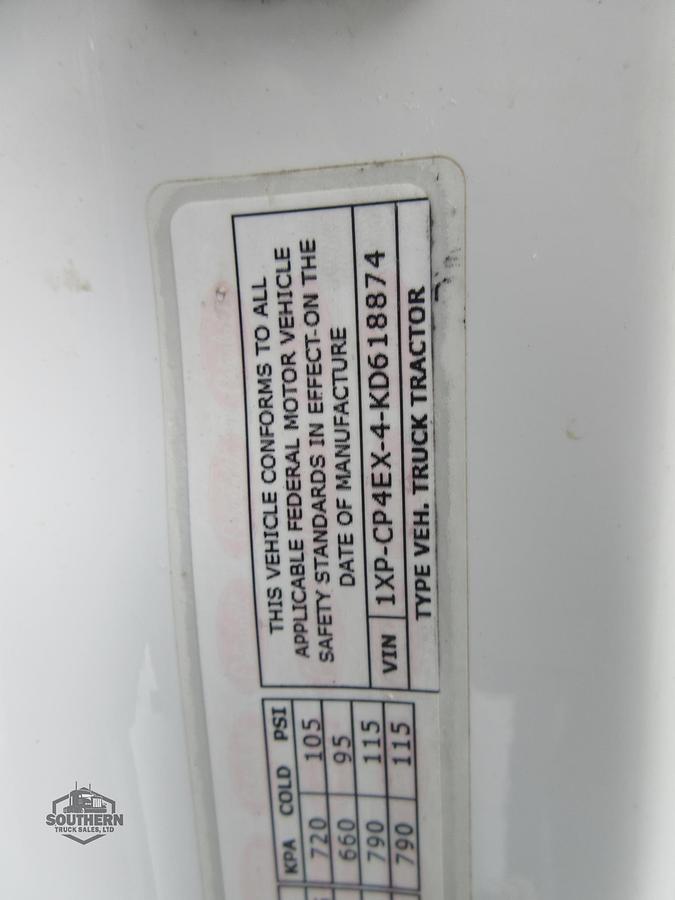 THIS VEHICLE CONFORMS TO ALL
APPLICABLE FEDERAL MOTOR VEHICLE
SAFETY STANDARDS IN EFFECT ON THE
DATE OF MANUFACTURE
VIN 1XP-CP4EX-4-KD618874
TYPE VEH. TRUCK TRACTOR
KPA COLD PSI
720 105
660 95
790 115
790 115
SOUTHERN
TRUCK SALES, LTD